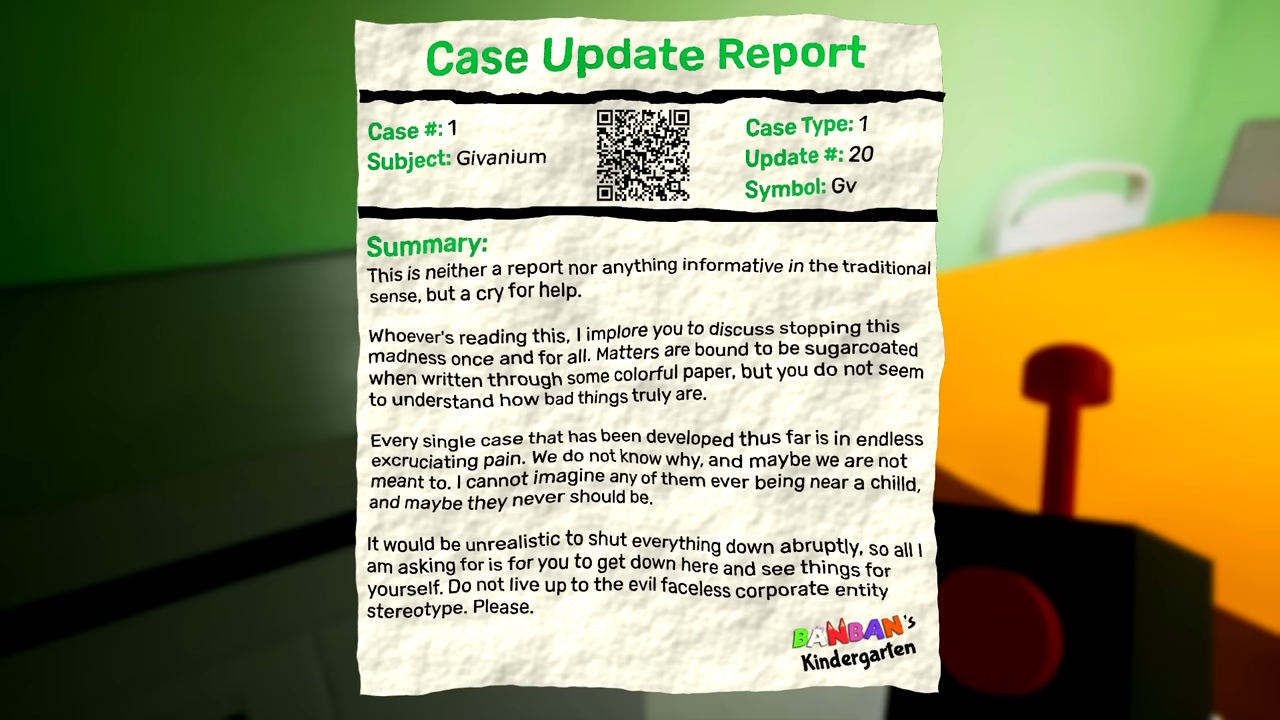 Case Update Report
Case #: 1
Subject: Givanium
Case Type: 1
Update #: 20
Symbol: Gv
Summary:
This is neither a report nor anything informative in the traditional
sense, but a cry for help.
Whoever's reading this, I implore you to discuss stopping this
madness once and for all. Matters are bound to be sugarcoated
when written through some colorful paper, but you do not seem
to understand how bad things truly are.
Every single case that has been developed thus far is in endless
excruciating pain. We do not know why, and maybe we are not
meant to. I cannot imagine any of them ever being near a chilld,
and maybe they never should be.
It would be unrealistic to shut everything down abruptly, so all I
am asking for is for you to get down here and see things for
yourself. Do not live up to the evil faceless corporate entity
stereotype. Please.
BANBAN's
Kindergarten